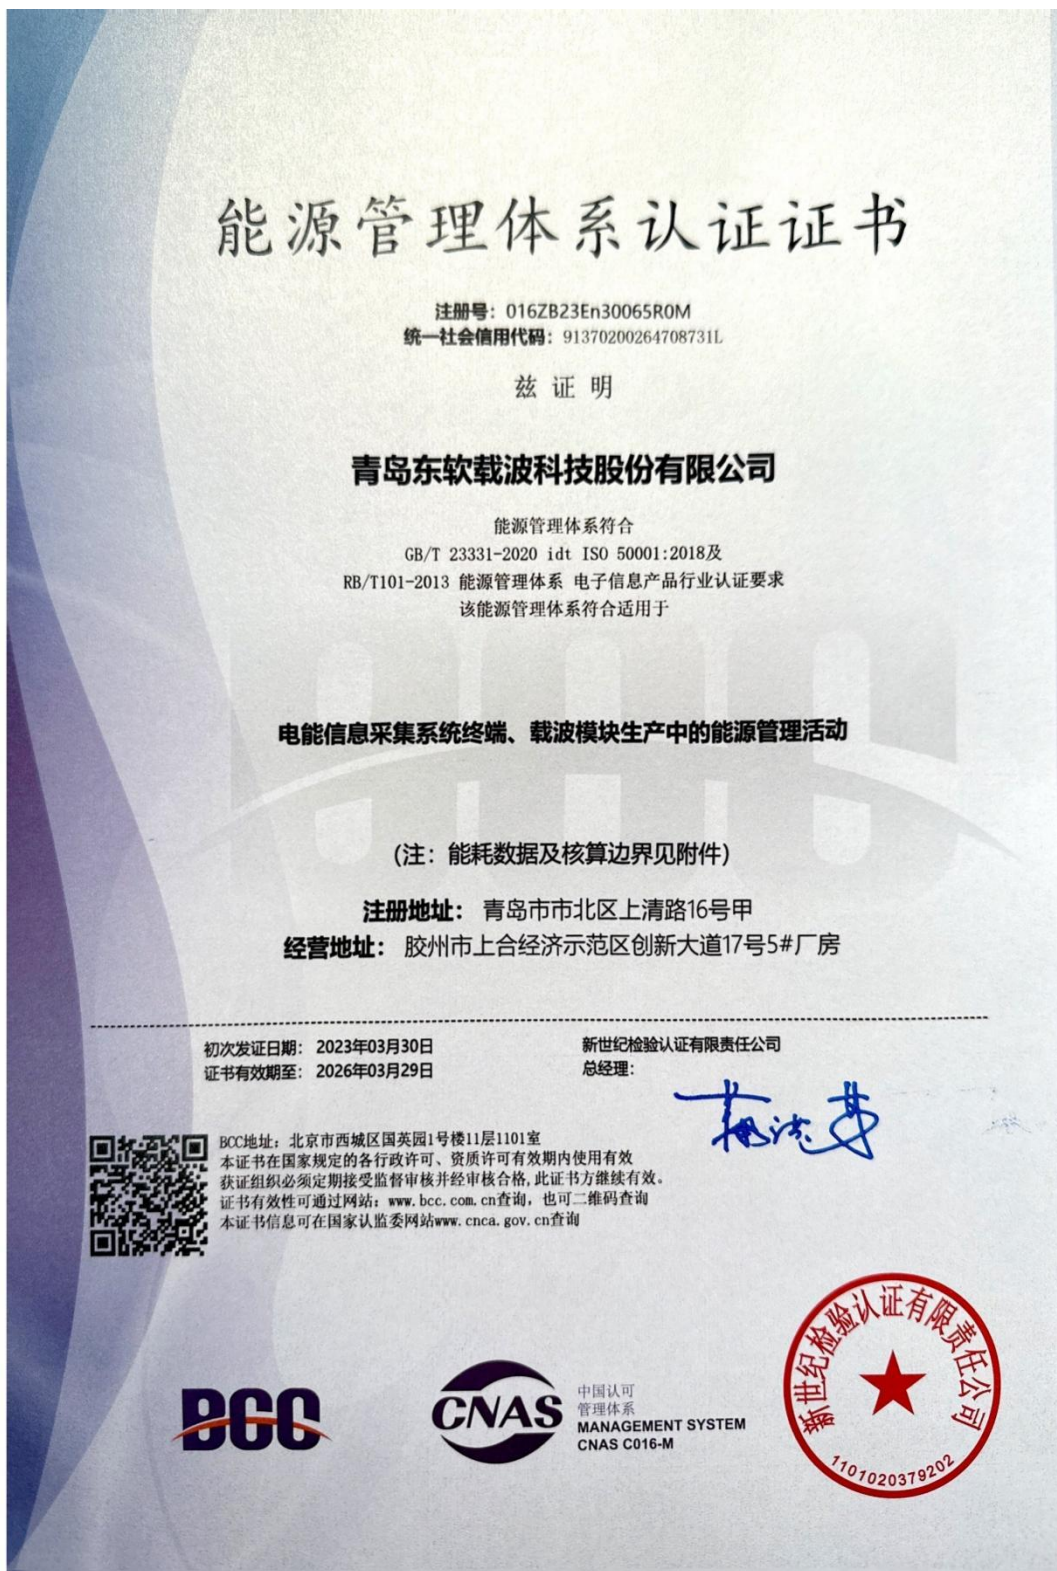 能源管理体系认证证书
注册号：016ZB23En30065R0M
统一社会信用代码：91370200264708731L
兹 证 明
青岛东软载波科技股份有限公司
能源管理体系符合
GB/T 23331-2020 idt ISO 50001:2018及
RB/T101-2013 能源管理体系 电子信息产品行业认证要求
该能源管理体系符合适用于
电能信息采集系统终端、载波模块生产中的能源管理活动
(注：能耗数据及核算边界见附件)
注册地址：青岛市市北区上清路16号甲
经营地址：胶州市上合经济示范区创新大道17号5#厂房
初次发证日期：2023年03月30日
证书有效期至：2026年03月29日
新世纪检验认证有限责任公司
总经理：
BCC地址：北京市西城区国英园1号楼11层1101室
本证书在国家规定的各行政许可、资质许可有效期内使用有效
获证组织必须定期接受监督审核并经审核合格,此证书方继续有效。
证书有效性可通过网站：www.bcc.com.cn查询，也可二维码查询
本证书信息可在国家认监委网站www.cnca.gov.cn查询
BCC
CNAS
中国认可
管理体系
MANAGEMENT SYSTEM
CNAS C016-M
新世纪检验认证有限责任公司
1101020379202